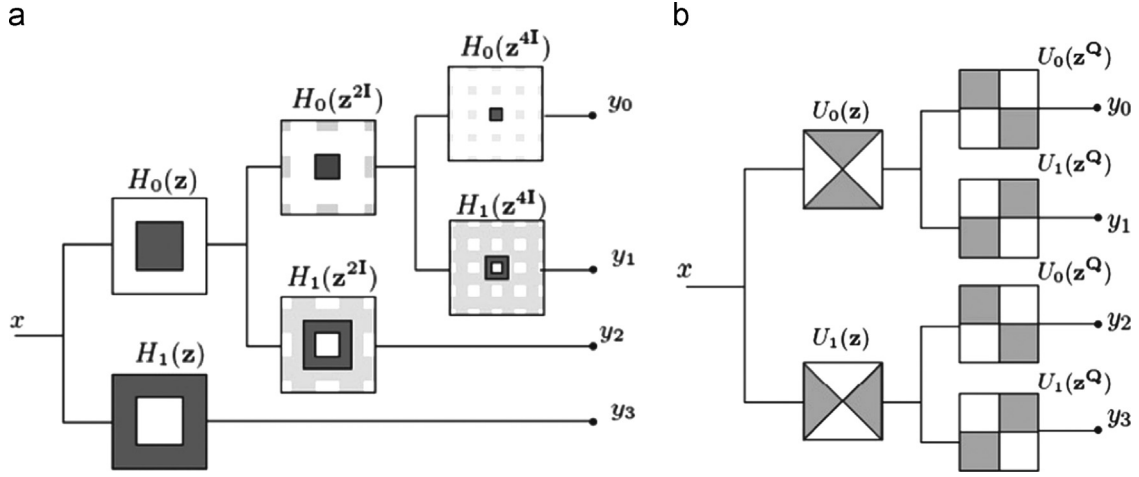 a
H₀(z⁴ᴵ)
y₀
H₀(z²ᴵ)
H₀(z)
H₁(z⁴ᴵ)
y₁
H₁(z²ᴵ)
x
y₂
H₁(z)
y₃
b
U₀(z^Q)
U₀(z)
y₀
U₁(z^Q)
y₁
x
U₀(z^Q)
U₁(z)
y₂
U₁(z^Q)
y₃